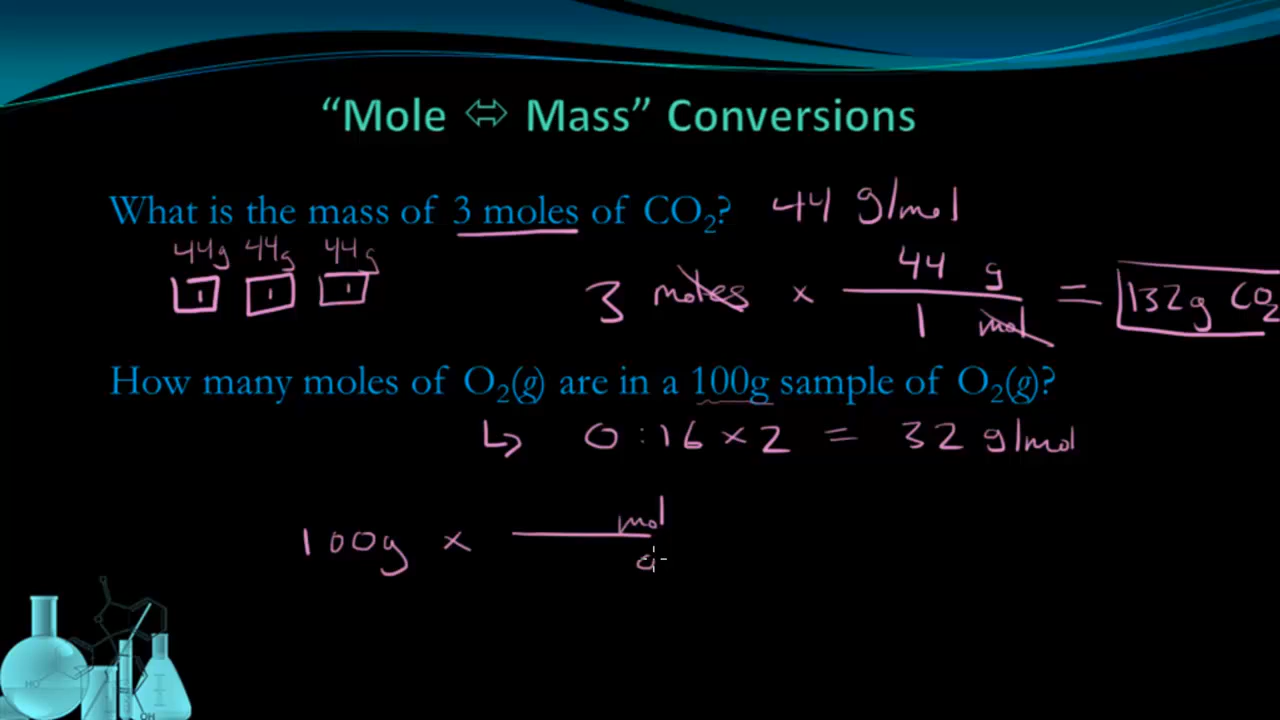 “Mole ⇔ Mass” Conversions
What is the mass of 3 moles of CO₂? 44 g/mol
44g 44g 44g
1 1 1
3 moles × 44 g / 1 mol = 132g CO₂
How many moles of O₂(g) are in a 100g sample of O₂(g)?
↳ O : 16 × 2 = 32 g/mol
100g × mol / g
HO
OH